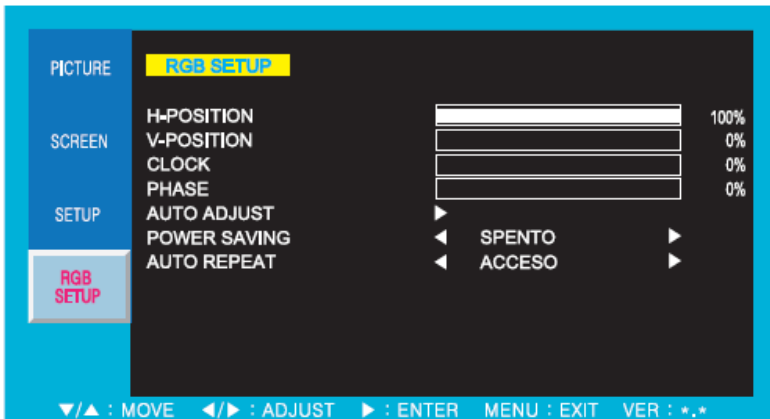 PICTURE
SCREEN
SETUP
RGB
SETUP
RGB SETUP
H-POSITION 100%
V-POSITION 0%
CLOCK 0%
PHASE 0%
AUTO ADJUST ▶
POWER SAVING ◀ SPENTO ▶
AUTO REPEAT ◀ ACCESO ▶
▼/▲ : MOVE ◀/▶ : ADJUST ▶ : ENTER MENU : EXIT VER : *.*